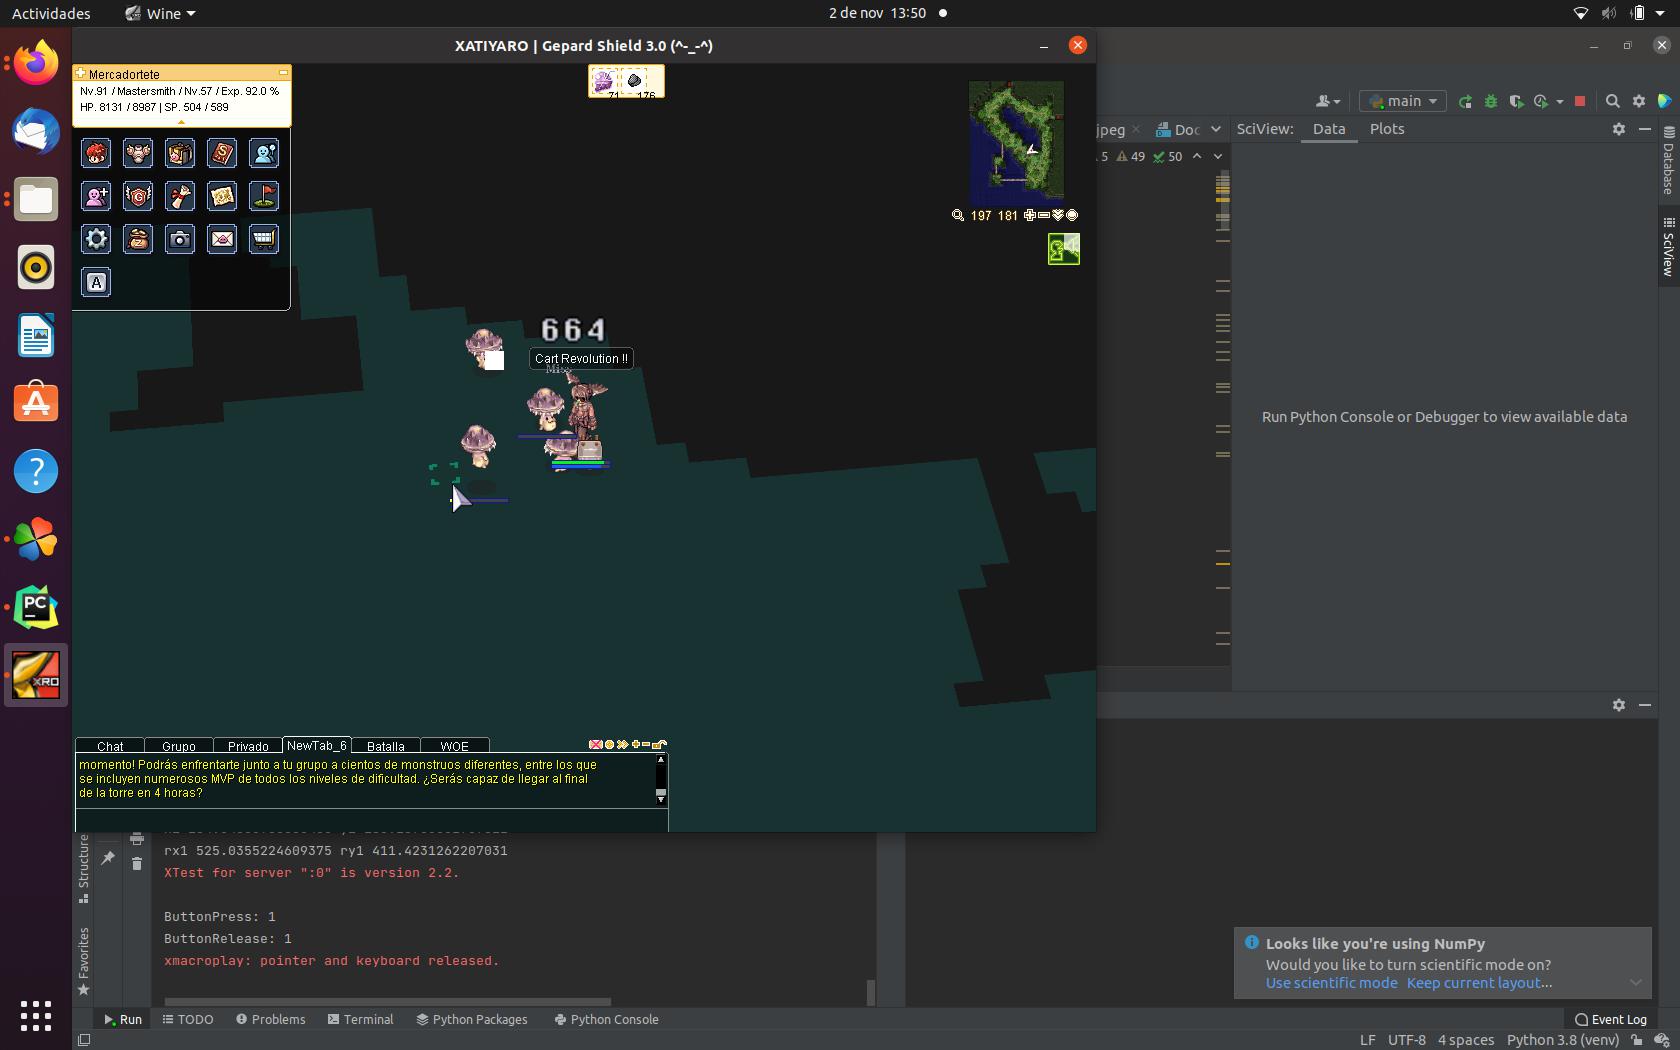 Actividades
Wine
2 de nov 13:50
XATIYARO | Gepard Shield 3.0 (^-_-^)
Mercadortete
Nv.91 / Mastersmith / Nv.57 / Exp. 92.0 %
HP. 8131 / 8987 | SP. 504 / 589
71 176
A
197 181
664
Cart Revolution !!
Miss
Chat Grupo Privado NewTab_6 Batalla WOE
momento! Podrás enfrentarte junto a tu grupo a cientos de monstruos diferentes, entre los que
se incluyen numerosos MVP de todos los niveles de dificultad. ¿Serás capaz de llegar al final
de la torre en 4 horas?
main
jpeg Doc SciView: Data Plots
5 49 50
Database
SciView
Run Python Console or Debugger to view available data
PC
XRO
Structure
Favorites
rx1 525.0355224609375 ry1 411.4231262207031
XTest for server ":0" is version 2.2.
ButtonPress: 1
ButtonRelease: 1
xmacroplay: pointer and keyboard released.
Looks like you're using NumPy
Would you like to turn scientific mode on?
Use scientific mode Keep current layout...
Run TODO Problems Terminal Python Packages Python Console Event Log
LF UTF-8 4 spaces Python 3.8 (venv)